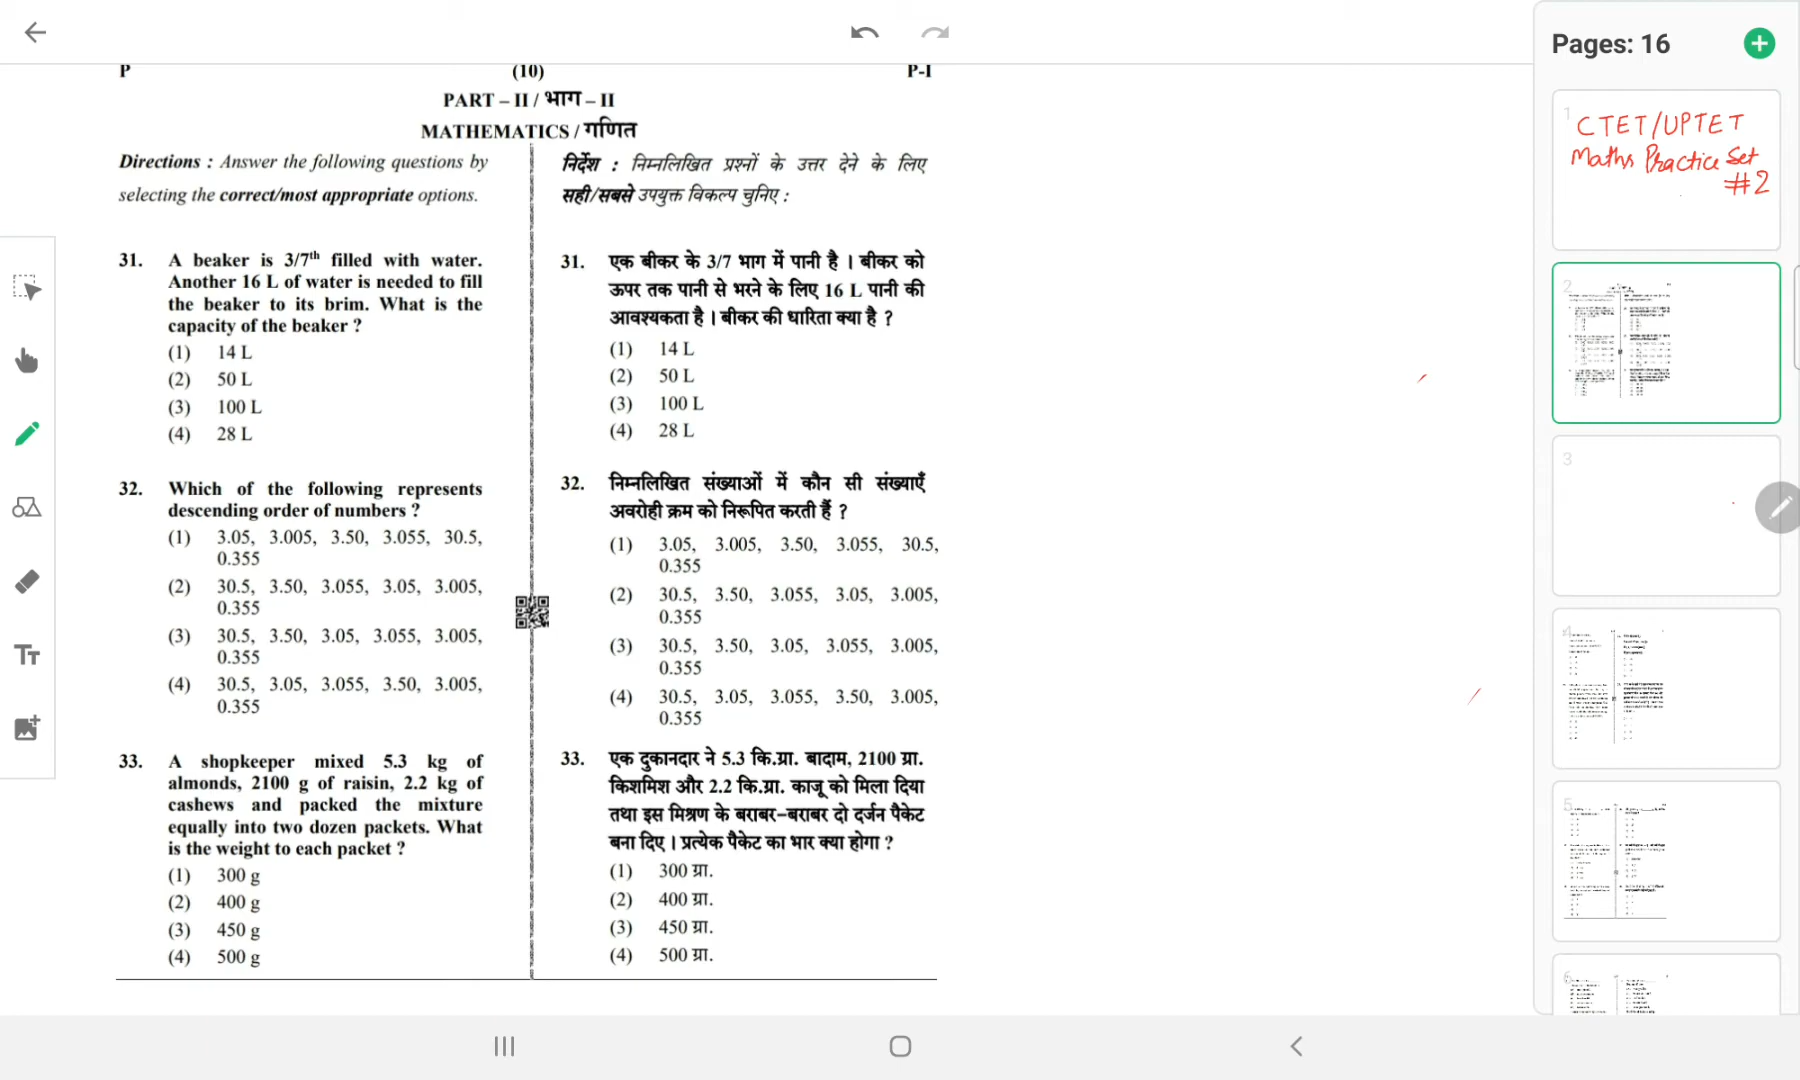 Pages: 16
P (10) P-I
PART – II / भाग – II
MATHEMATICS / गणित
Directions : Answer the following questions by
selecting the correct/most appropriate options.
31. A beaker is 3/7th filled with water.
Another 16 L of water is needed to fill
the beaker to its brim. What is the
capacity of the beaker ?
(1) 14 L
(2) 50 L
(3) 100 L
(4) 28 L
32. Which of the following represents
descending order of numbers ?
(1) 3.05, 3.005, 3.50, 3.055, 30.5,
0.355
(2) 30.5, 3.50, 3.055, 3.05, 3.005,
0.355
(3) 30.5, 3.50, 3.05, 3.055, 3.005,
0.355
(4) 30.5, 3.05, 3.055, 3.50, 3.005,
0.355
33. A shopkeeper mixed 5.3 kg of
almonds, 2100 g of raisin, 2.2 kg of
cashews and packed the mixture
equally into two dozen packets. What
is the weight to each packet ?
(1) 300 g
(2) 400 g
(3) 450 g
(4) 500 g
निर्देश : निम्नलिखित प्रश्नों के उत्तर देने के लिए
सही/सबसे उपयुक्त विकल्प चुनिए :
31. एक बीकर के 3/7 भाग में पानी है । बीकर को
ऊपर तक पानी से भरने के लिए 16 L पानी की
आवश्यकता है । बीकर की धारिता क्या है ?
(1) 14 L
(2) 50 L
(3) 100 L
(4) 28 L
32. निम्नलिखित संख्याओं में कौन सी संख्याएँ
अवरोही क्रम को निरूपित करती हैं ?
(1) 3.05, 3.005, 3.50, 3.055, 30.5,
0.355
(2) 30.5, 3.50, 3.055, 3.05, 3.005,
0.355
(3) 30.5, 3.50, 3.05, 3.055, 3.005,
0.355
(4) 30.5, 3.05, 3.055, 3.50, 3.005,
0.355
33. एक दुकानदार ने 5.3 कि.ग्रा. बादाम, 2100 ग्रा.
किशमिश और 2.2 कि.ग्रा. काजू को मिला दिया
तथा इस मिश्रण के बराबर-बराबर दो दर्जन पैकेट
बना दिए । प्रत्येक पैकेट का भार क्या होगा ?
(1) 300 ग्रा.
(2) 400 ग्रा.
(3) 450 ग्रा.
(4) 500 ग्रा.
1
CTET/UPTET
Maths Practice Set
#2
2
3
4
5
6